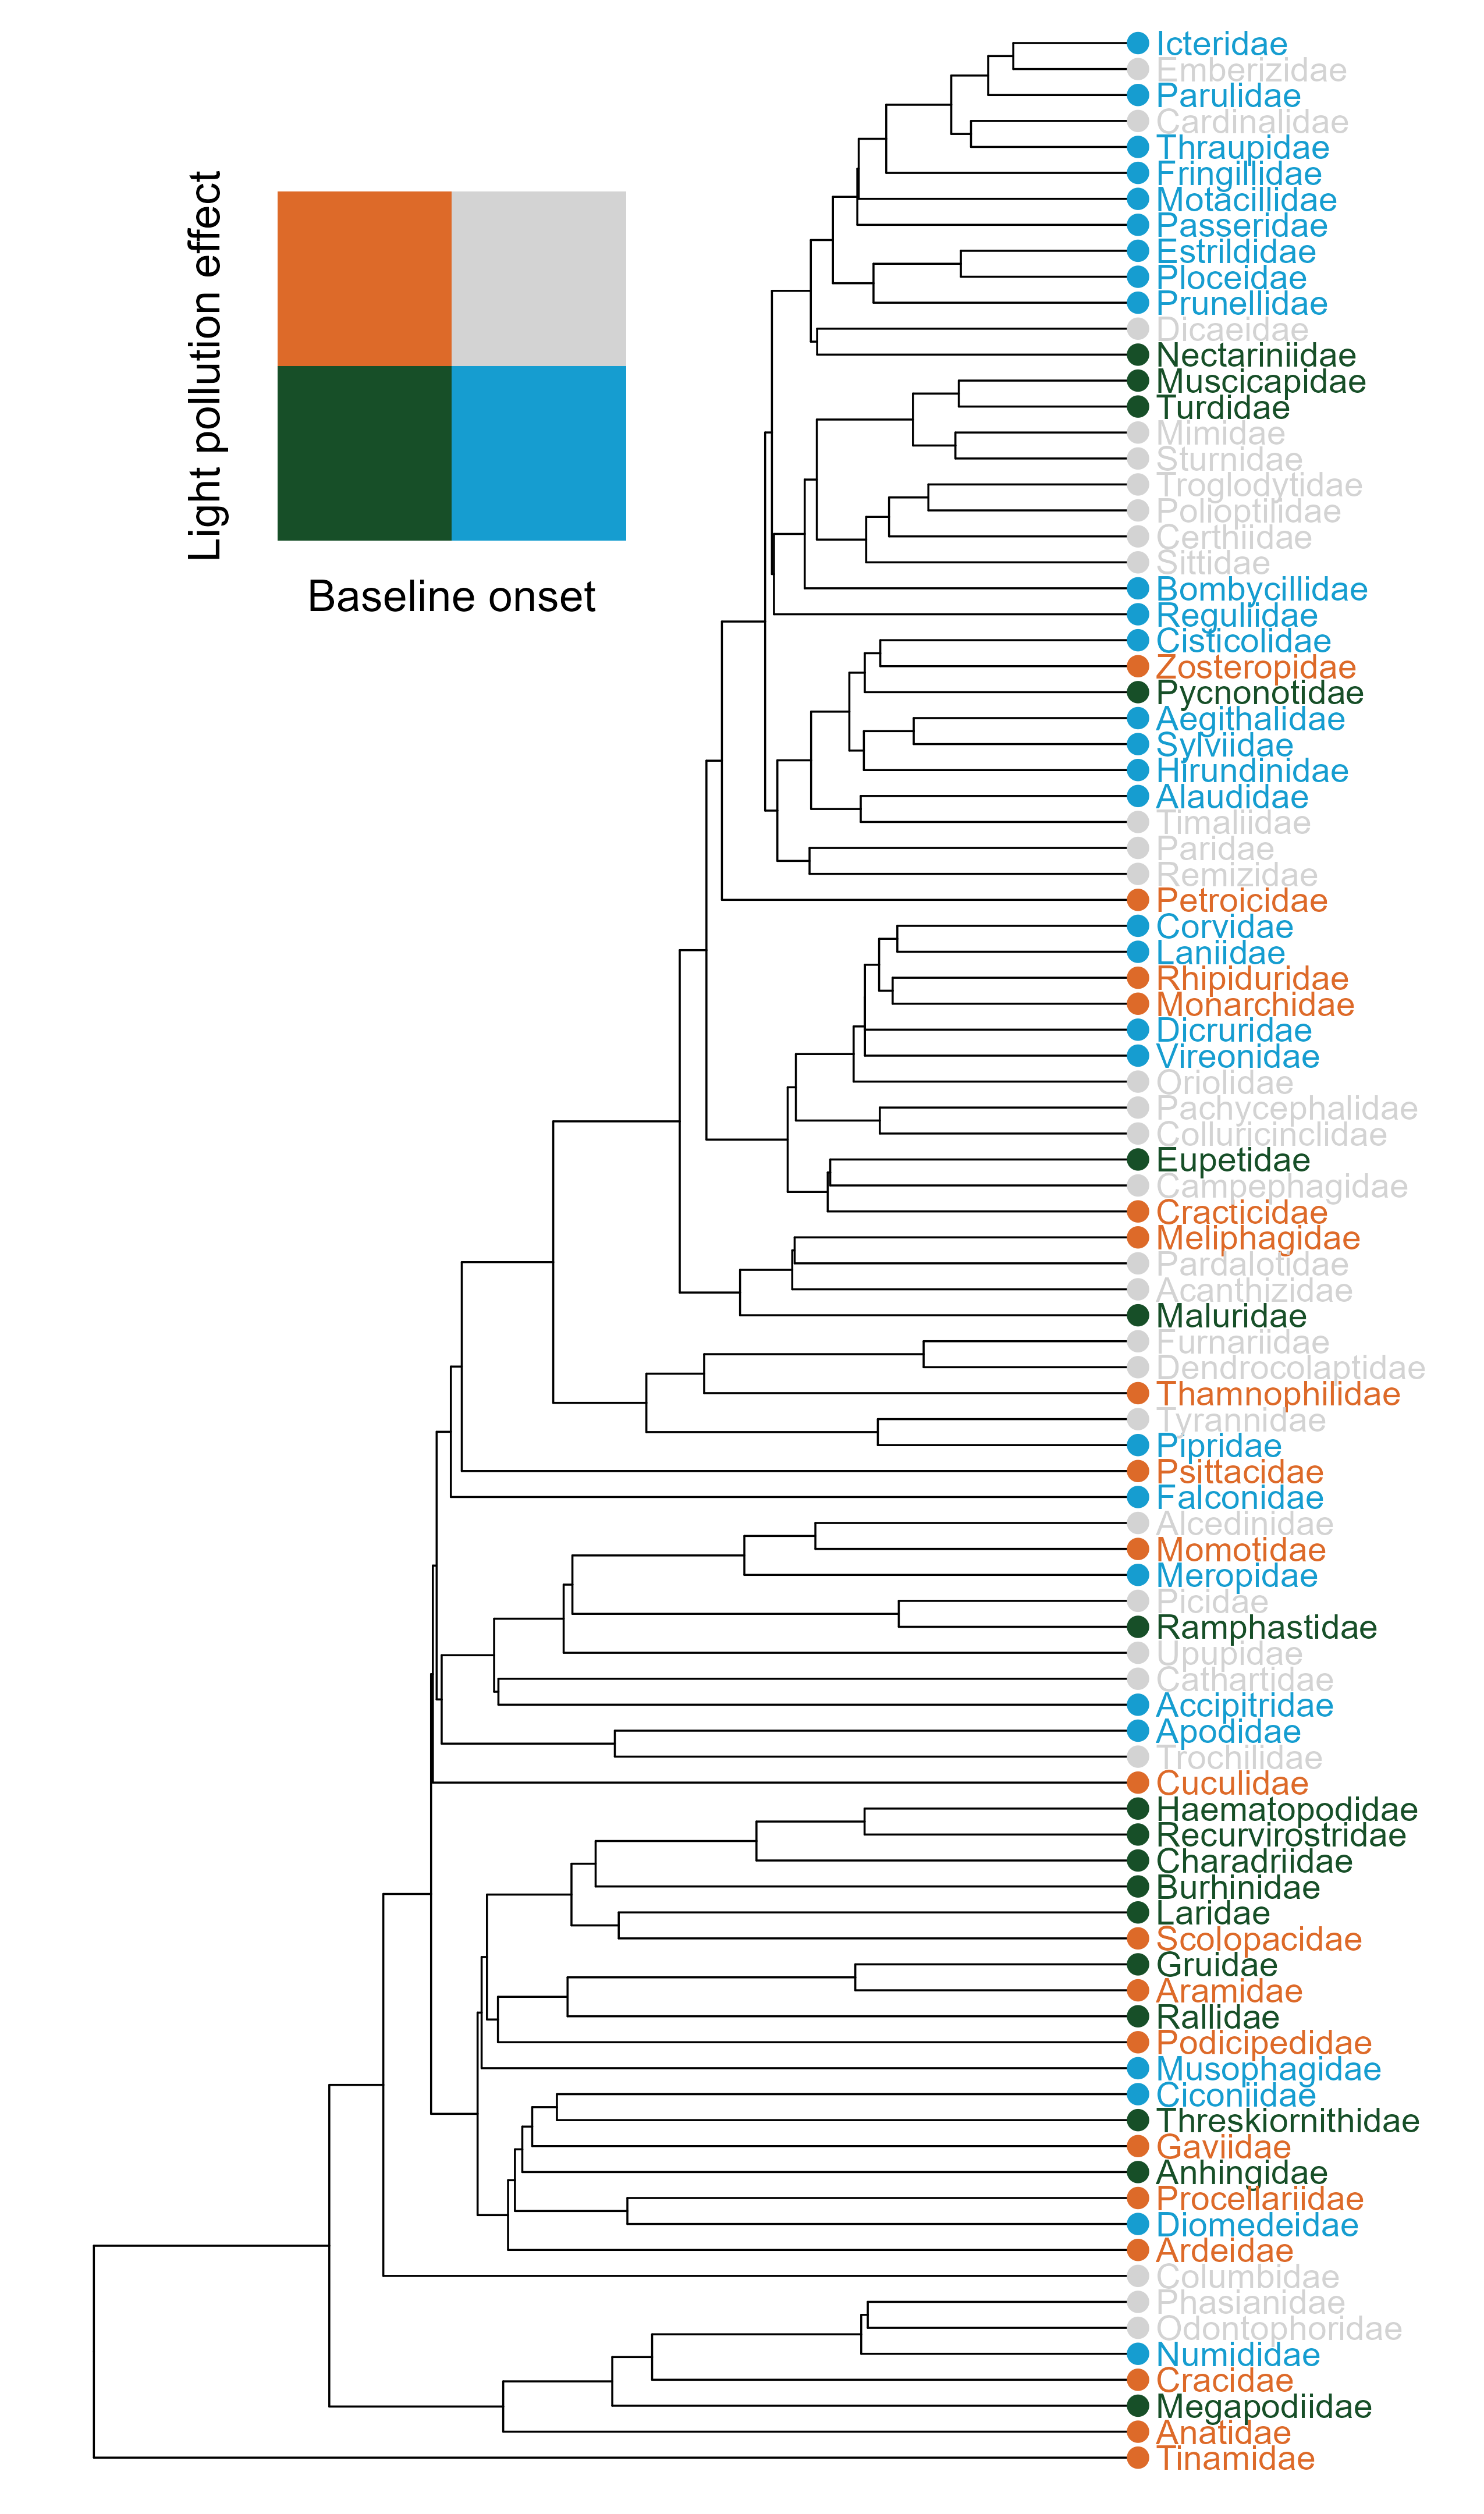 Light pollution effect
Baseline onset
Icteridae
Emberizidae
Parulidae
Cardinalidae
Thraupidae
Fringillidae
Motacillidae
Passeridae
Estrildidae
Ploceidae
Prunellidae
Dicaeidae
Nectariniidae
Muscicapidae
Turdidae
Mimidae
Sturnidae
Troglodytidae
Polioptilidae
Certhiidae
Sittidae
Bombycillidae
Reguliidae
Cisticolidae
Zosteropidae
Pycnonotidae
Aegithalidae
Sylviidae
Hirundinidae
Alaudidae
Timaliidae
Paridae
Remizidae
Petroicidae
Corvidae
Laniidae
Rhipiduridae
Monarchidae
Dicruridae
Vireonidae
Oriolidae
Pachycephalidae
Colluricinclidae
Eupetidae
Campephagidae
Cracticidae
Meliphagidae
Pardalotidae
Acanthizidae
Maluridae
Furnariidae
Dendrocolaptidae
Thamnophilidae
Tyrannidae
Pipridae
Psittacidae
Falconidae
Alcedinidae
Momotidae
Meropidae
Picidae
Ramphastidae
Upupidae
Cathartidae
Accipitridae
Apodidae
Trochilidae
Cuculidae
Haematopodidae
Recurvirostridae
Charadriidae
Burhinidae
Laridae
Scolopacidae
Gruidae
Aramidae
Rallidae
Podicipedidae
Musophagidae
Ciconiidae
Threskiornithidae
Gaviidae
Anhingidae
Procellariidae
Diomedeidae
Ardeidae
Columbidae
Phasianidae
Odontophoridae
Numididae
Cracidae
Megapodiidae
Anatidae
Tinamidae